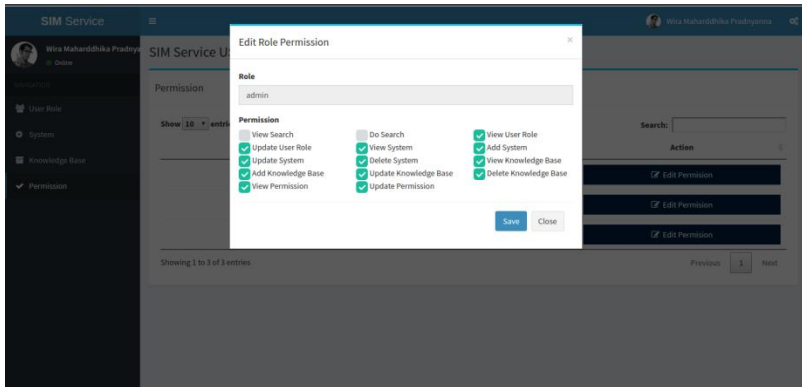 SIM Service
Wira Maharddhika Pradnyanna
Wira Maharddhika Pradnya
Online
NAVIGATION
User Role
System
Knowledge Base
Permission
SIM Service U
Permission
Show 10 entri
Search:
Action
Edit Permision
Edit Permision
Edit Permision
Showing 1 to 3 of 3 entries
Previous 1 Next
Edit Role Permission
×
Role
admin
Permission
View Search Do Search View User Role
Update User Role View System Add System
Update System Delete System View Knowledge Base
Add Knowledge Base Update Knowledge Base Delete Knowledge Base
View Permission Update Permission
Save Close